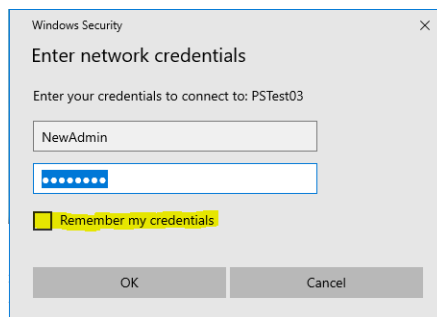 Windows Security
Enter network credentials
Enter your credentials to connect to: PSTest03
NewAdmin
••••••••
Remember my credentials
OK
Cancel